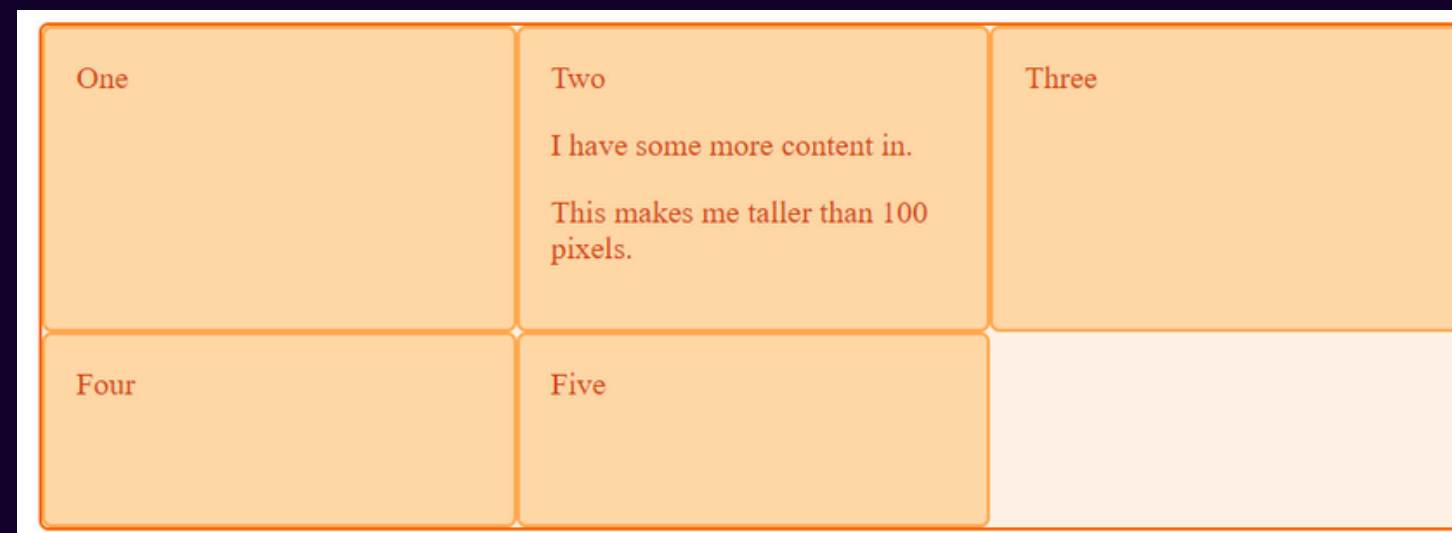 One
Two
I have some more content in.
This makes me taller than 100
pixels.
Three
Four
Five